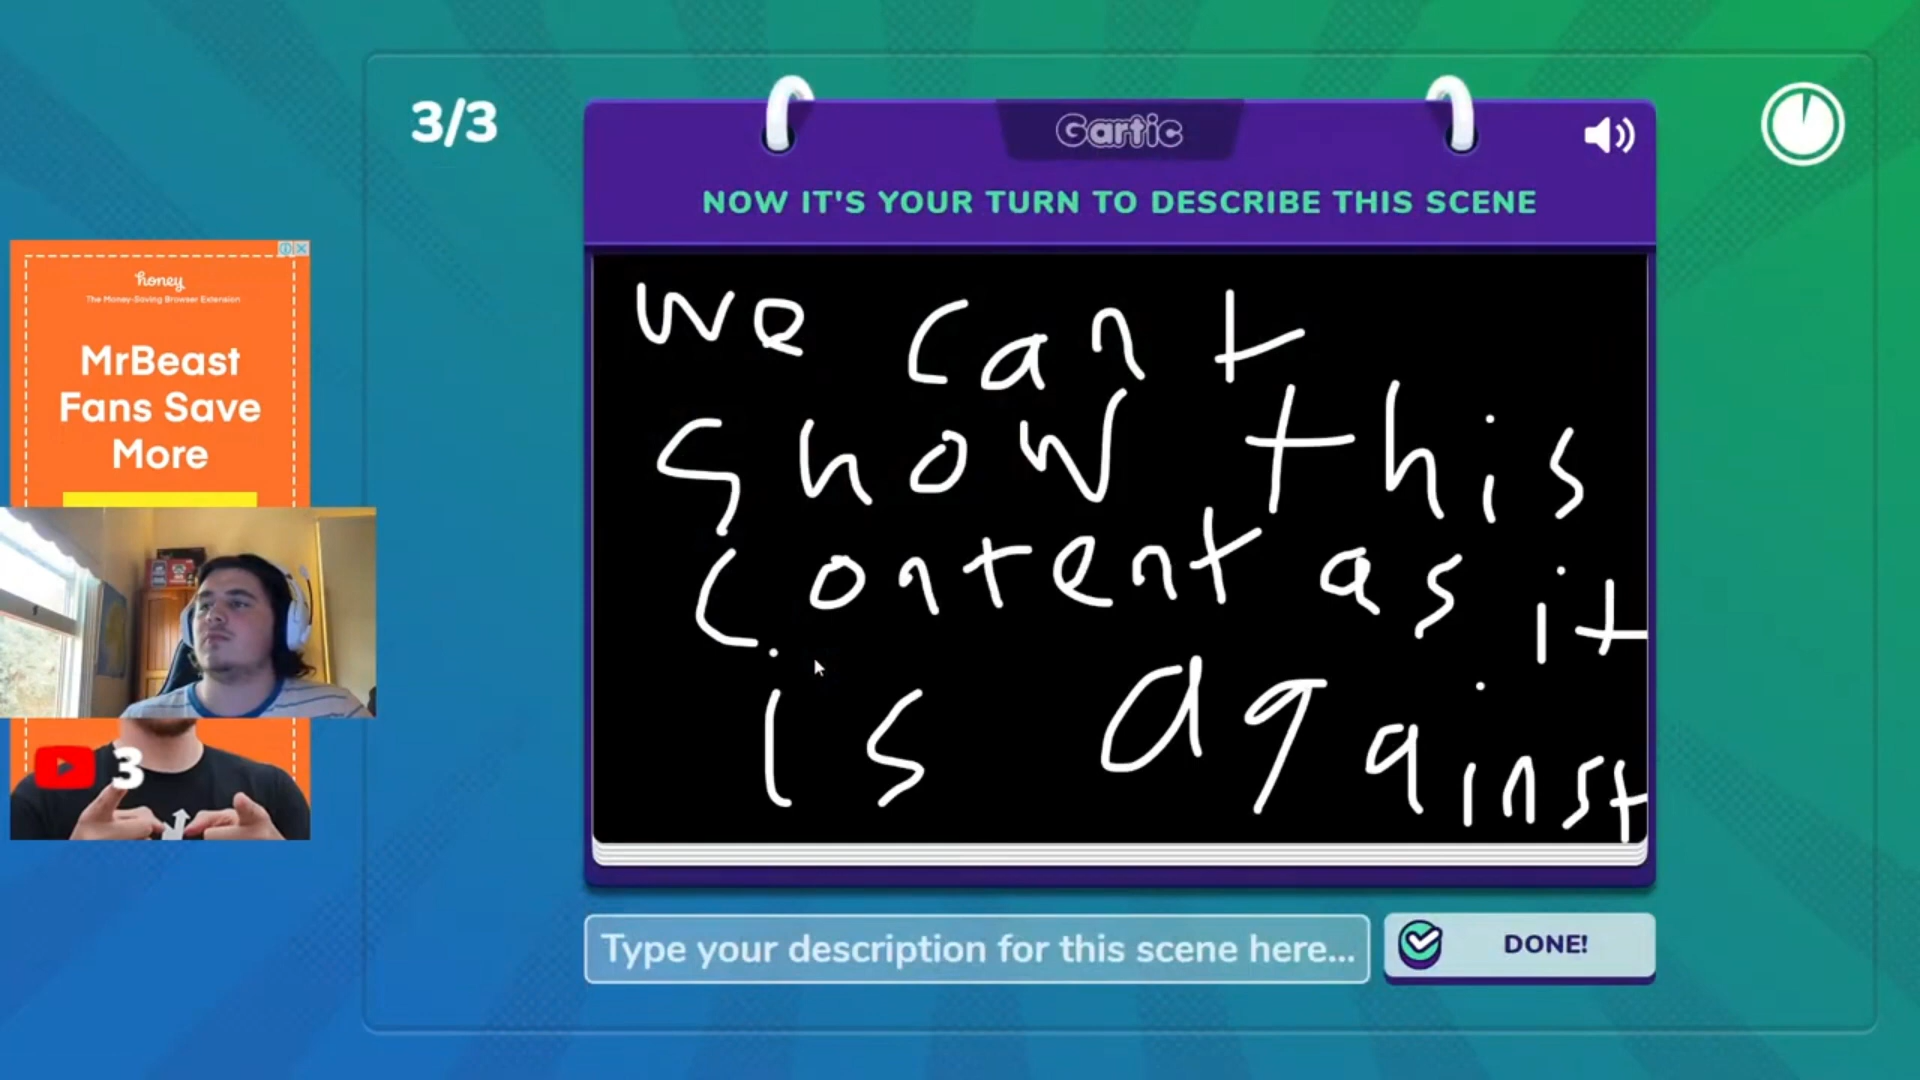 3/3
Gartic
NOW IT'S YOUR TURN TO DESCRIBE THIS SCENE
honey
The Money-Saving Browser Extension
MrBeast
Fans Save
More
we can t
show this
content as it
is against
3
Type your description for this scene here...
DONE!